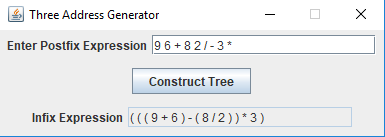 Three Address Generator
Enter Postfix Expression 9 6 + 8 2 / - 3 *
Construct Tree
Infix Expression ( ( ( 9 + 6 ) - ( 8 / 2 ) ) * 3 )